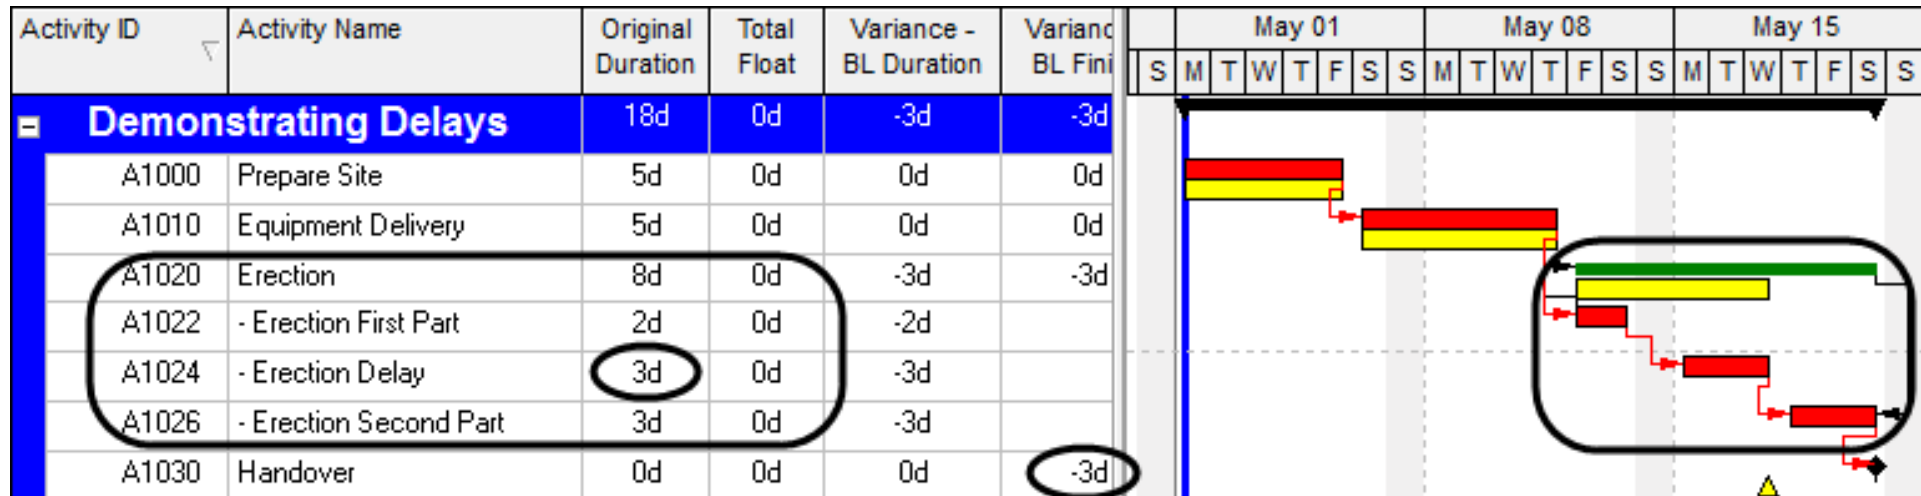 Activity ID Activity Name Original Duration Total Float Variance - BL Duration Varianc BL Fini May 01 May 08 May 15
S M T W T F S S M T W T F S S M T W T F S S
Demonstrating Delays 18d 0d -3d -3d
A1000 Prepare Site 5d 0d 0d 0d
A1010 Equipment Delivery 5d 0d 0d 0d
A1020 Erection 8d 0d -3d -3d
A1022 - Erection First Part 2d 0d -2d
A1024 - Erection Delay 3d 0d -3d
A1026 - Erection Second Part 3d 0d -3d
A1030 Handover 0d 0d 0d -3d